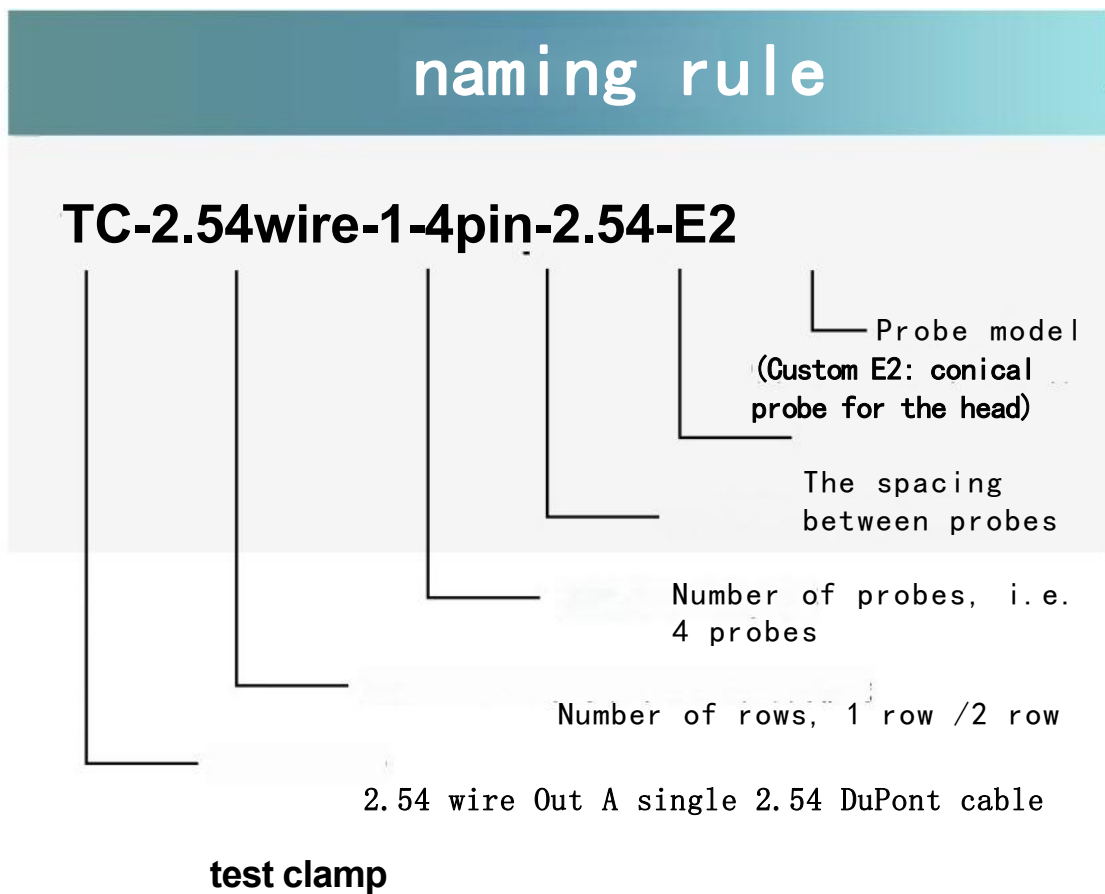 naming rule
TC-2.54wire-1-4pin-2.54-E2
Probe model
(Custom E2: conical
probe for the head)
The spacing
between probes
Number of probes, i.e.
4 probes
Number of rows, 1 row /2 row
2.54 wire Out A single 2.54 DuPont cable
test clamp